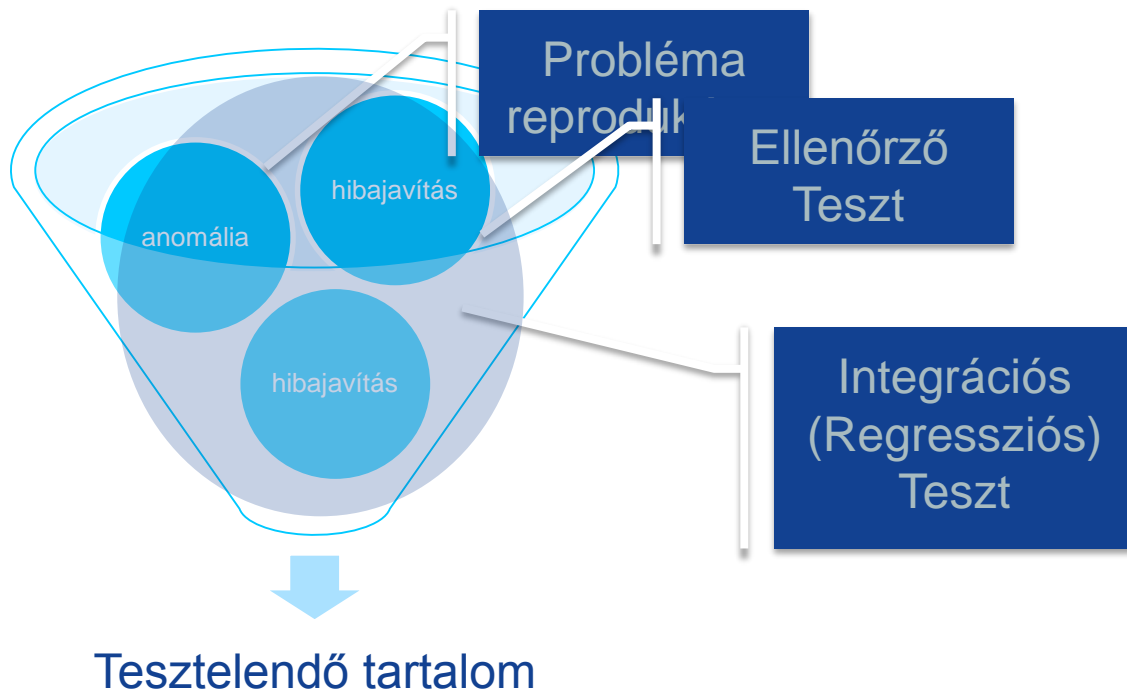 Probléma
Ellenőrző
Teszt
hibajavítás
anomália
hibajavítás
Integrációs
(Regressziós)
Teszt
Tesztelendő tartalom